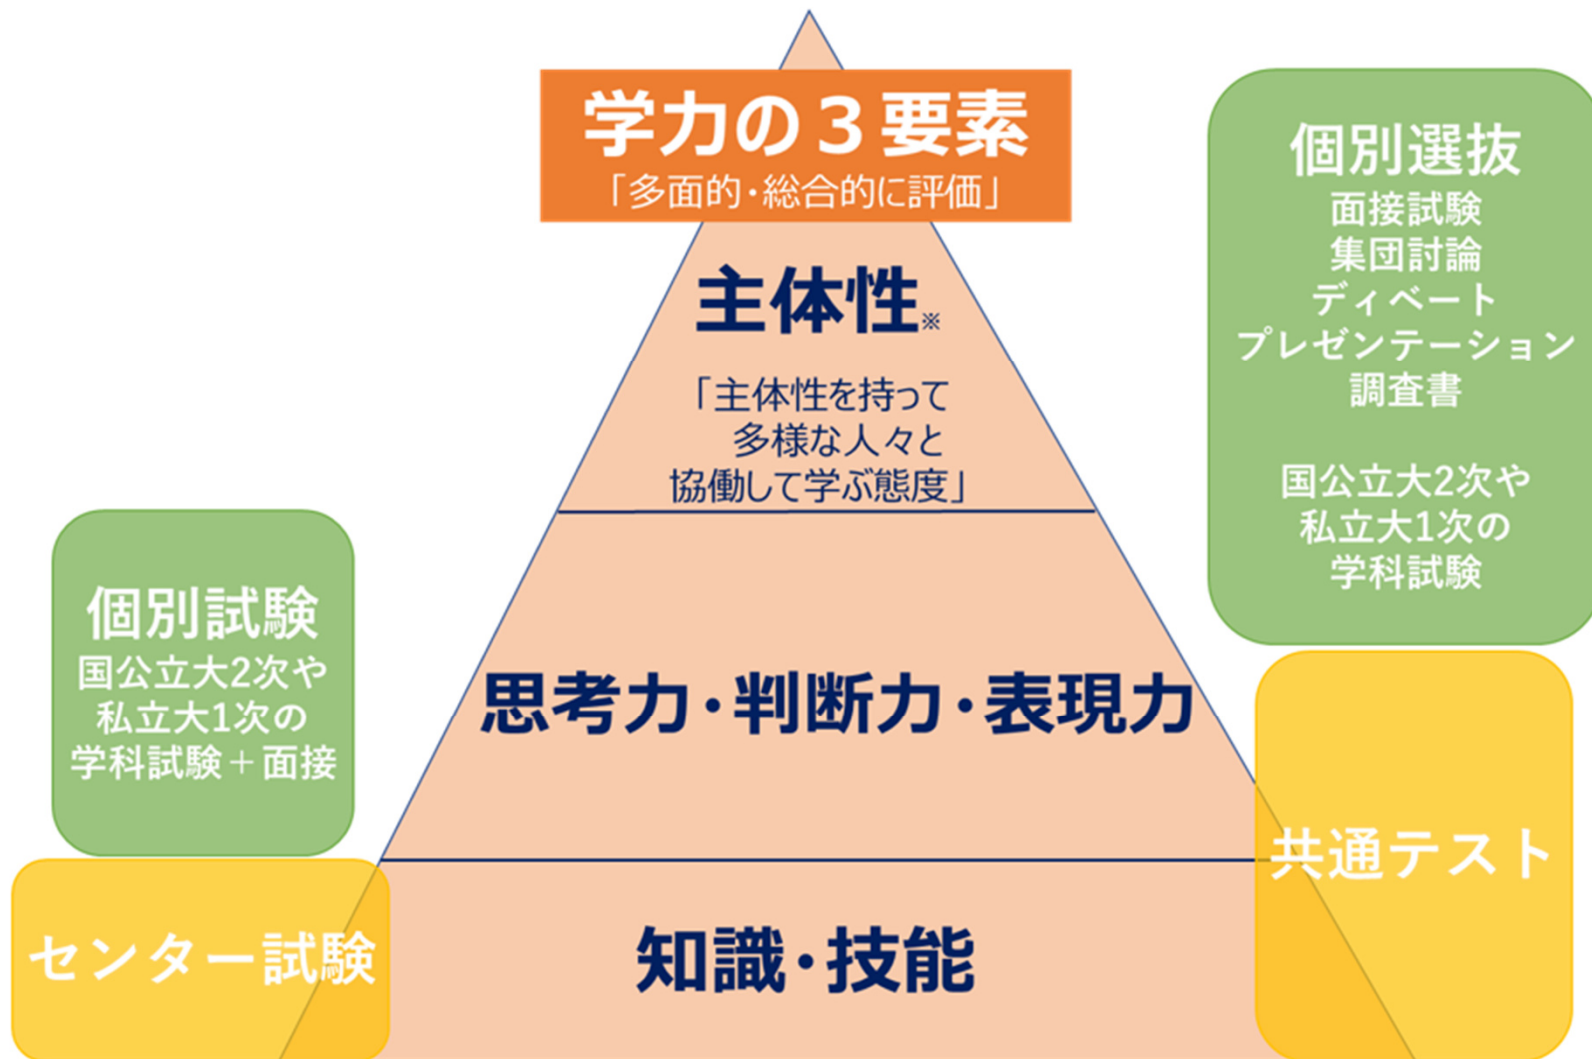 学力の３要素
「多面的・総合的に評価」
主体性※
「主体性を持って
多様な人々と
協働して学ぶ態度」
思考力・判断力・表現力
知識・技能
個別試験
国公立大2次や
私立大1次の
学科試験＋面接
センター試験
個別選抜
面接試験
集団討論
ディベート
プレゼンテーション
調査書
国公立大2次や
私立大1次の
学科試験
共通テスト